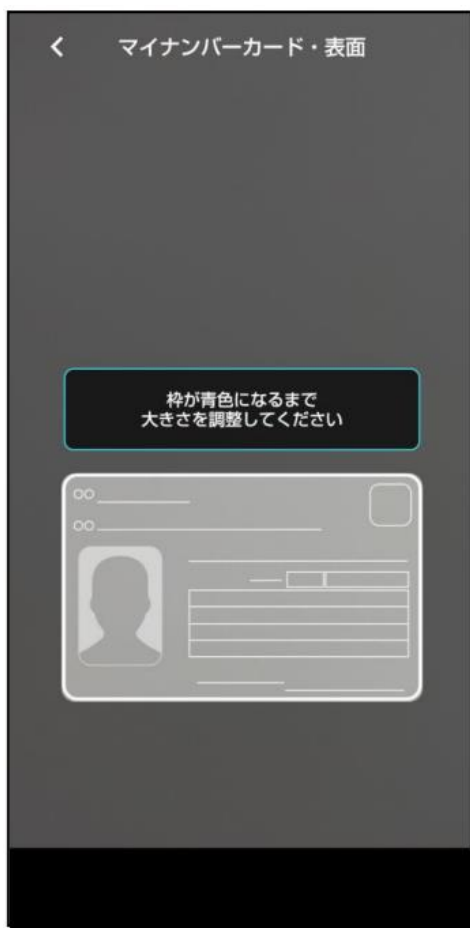 マイナンバーカード・表面
枠が青色になるまで
大きさを調整してください
○○
○○